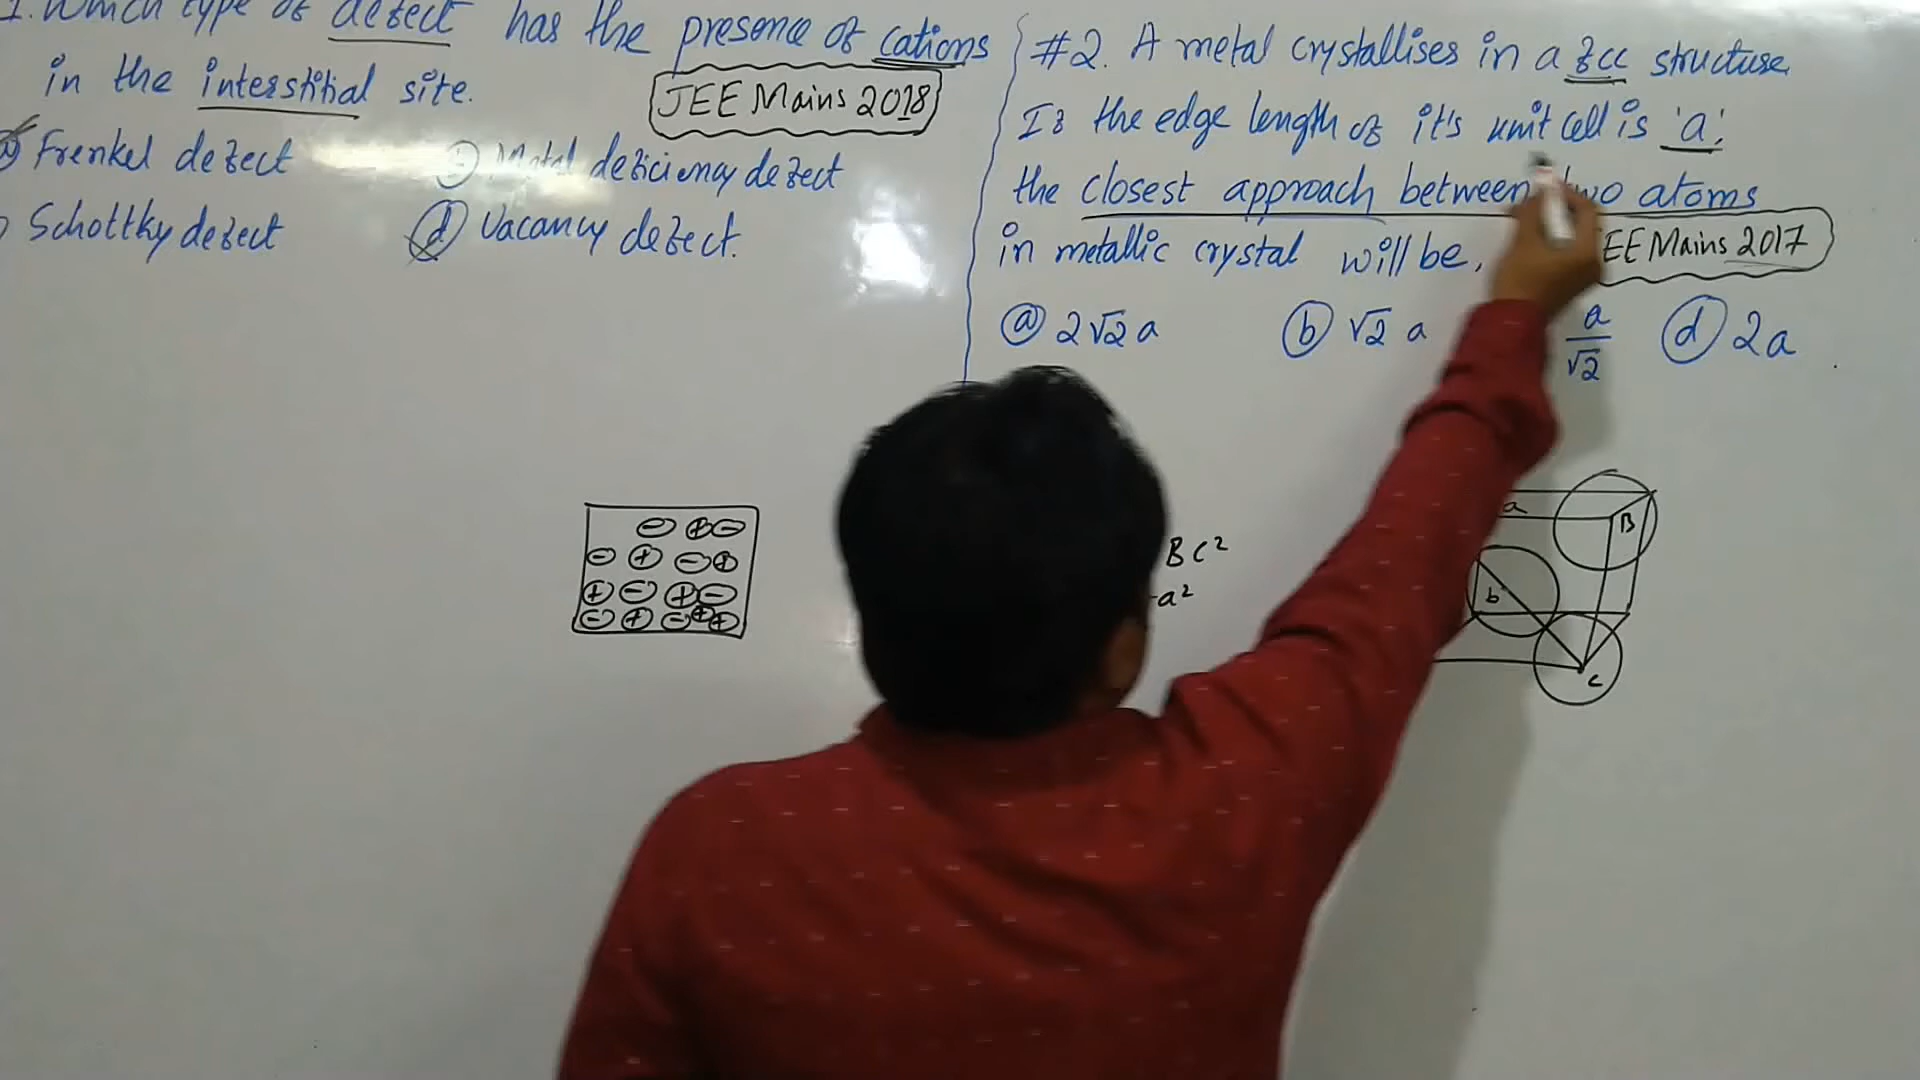 1. Which type of defect has the presence of cations
in the interstitial site.
JEE Mains 2018
Frenkel defect
Metal deficiency defect
Schottky defect
d Vacancy defect.
#2. A metal crystallises in a fcc structure.
If the edge length of it's unit cell is 'a',
the closest approach between two atoms
in metallic crystal will be,
EE Mains 2017
a 2√2 a
b √2 a
a/√2
d 2a
- + -
- + - +
+ - + -
- + - + +
BC²
a²
a
B
b
c